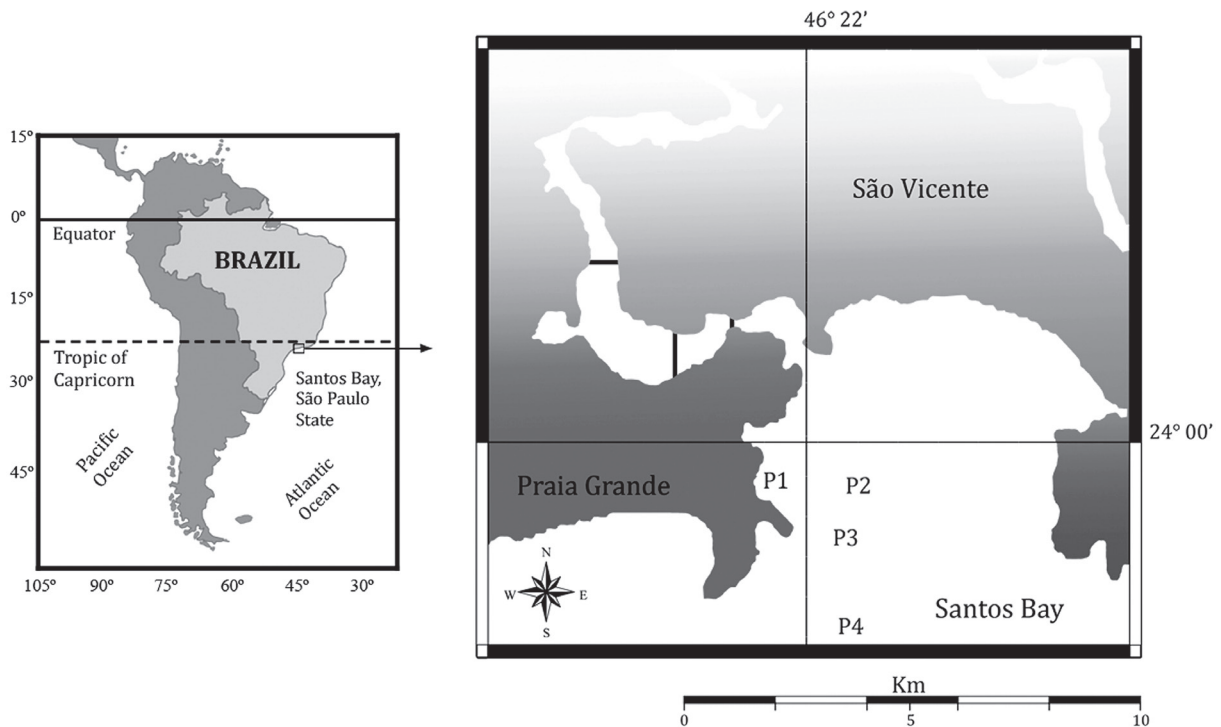 15°
0°
15°
30°
45°
105°
90°
75°
60°
45°
30°
Equator
BRAZIL
Tropic of
Capricorn
Santos Bay,
São Paulo
State
Pacific
Ocean
Atlantic
Ocean
46° 22’
São Vicente
24° 00’
Praia Grande
P1
P2
P3
P4
Santos Bay
N
W
E
S
Km
0
5
10